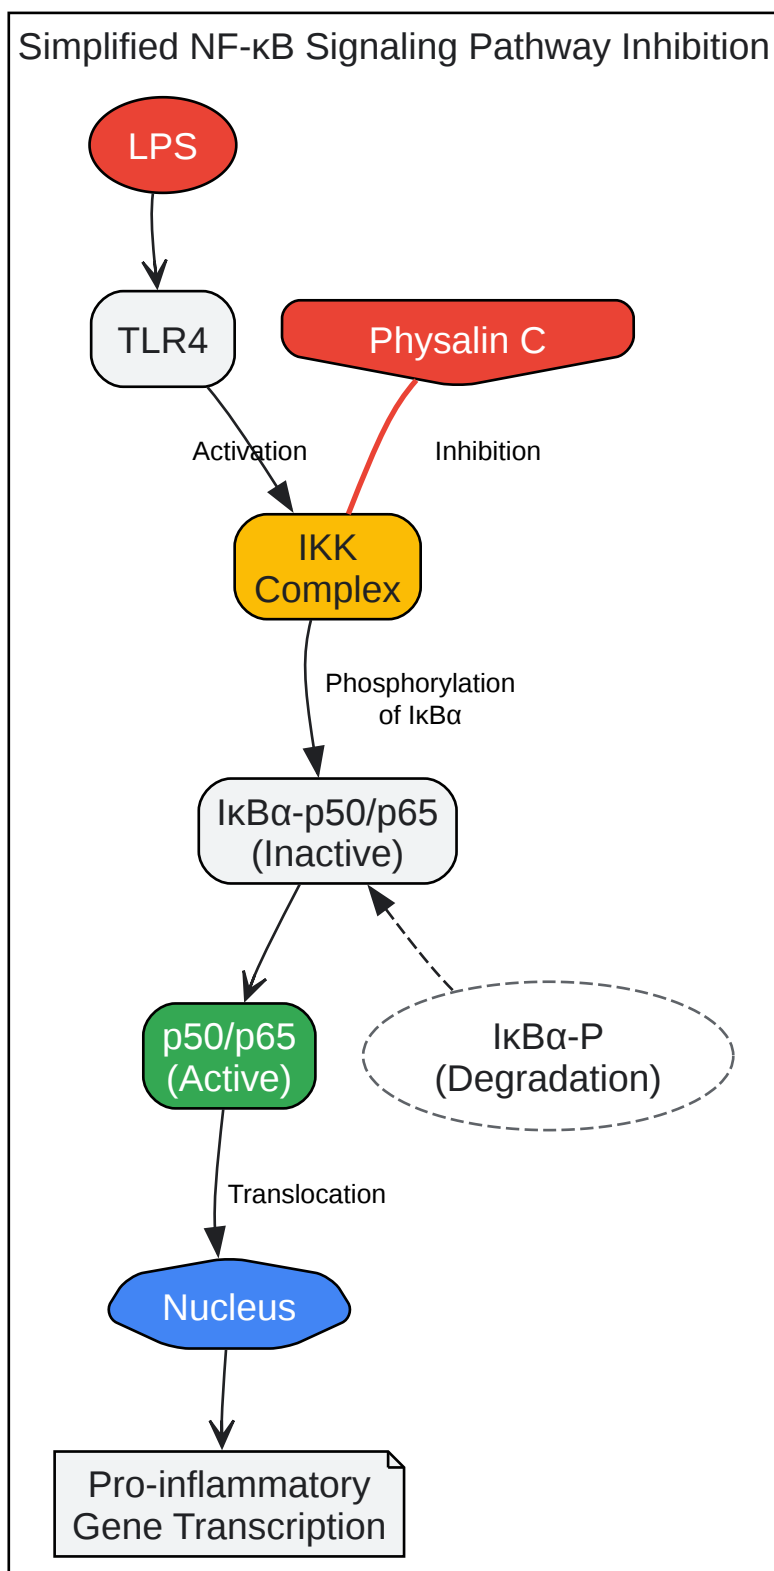 Simplified NF-κB Signaling Pathway Inhibition
LPS
TLR4
Physalin C
Activation
Inhibition
IKK
Complex
Phosphorylation
of IκBα
IκBα-p50/p65
(Inactive)
p50/p65
(Active)
IκBα-P
(Degradation)
Translocation
Nucleus
Pro-inflammatory
Gene Transcription